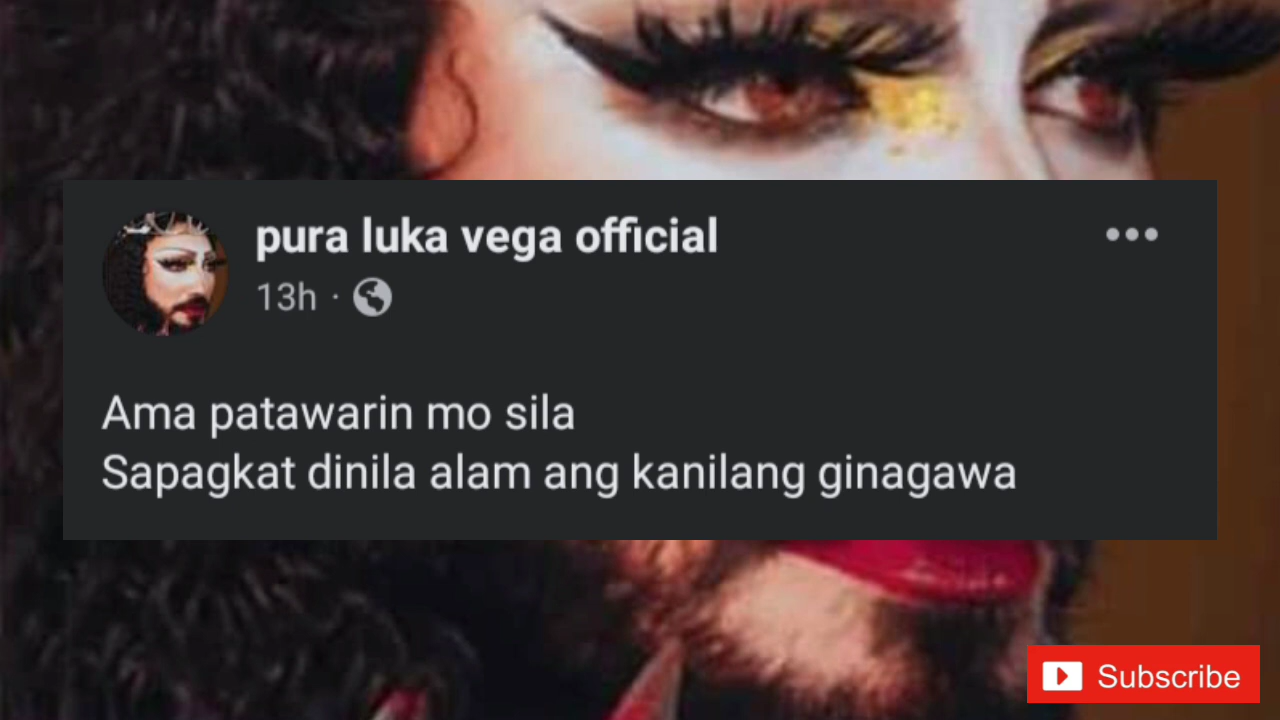 pura luka vega official
13h ·
Ama patawarin mo sila
Sapagkat dinila alam ang kanilang ginagawa
Subscribe